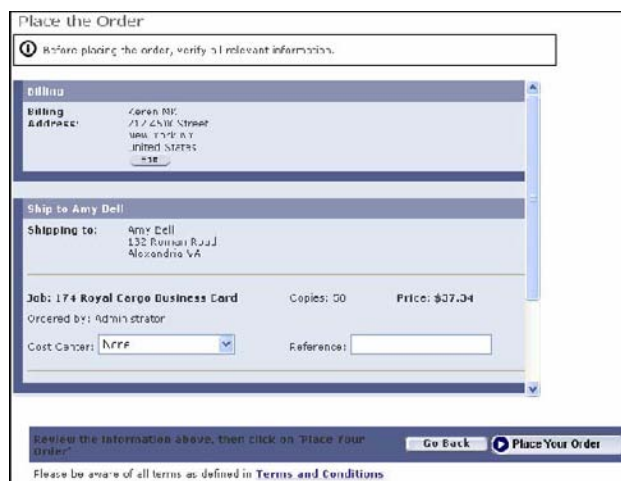 Place the Order
Before placing the order, verify all relevant information.
Billing
Billing Address:
Karen
Street
New York NY
United States
Edit
Ship to Amy Dell
Shipping to:
Amy Dell
132 Roman Road
Alexandria VA
Job: 174 Royal Cargo Business Card Copies: 50 Price:
Ordered by: Administrator
Cost Center: None Reference:
Review the information above, then click on 'Place Your
Order'
Go Back Place Your Order
Please be aware of all terms as defined in Terms and Conditions